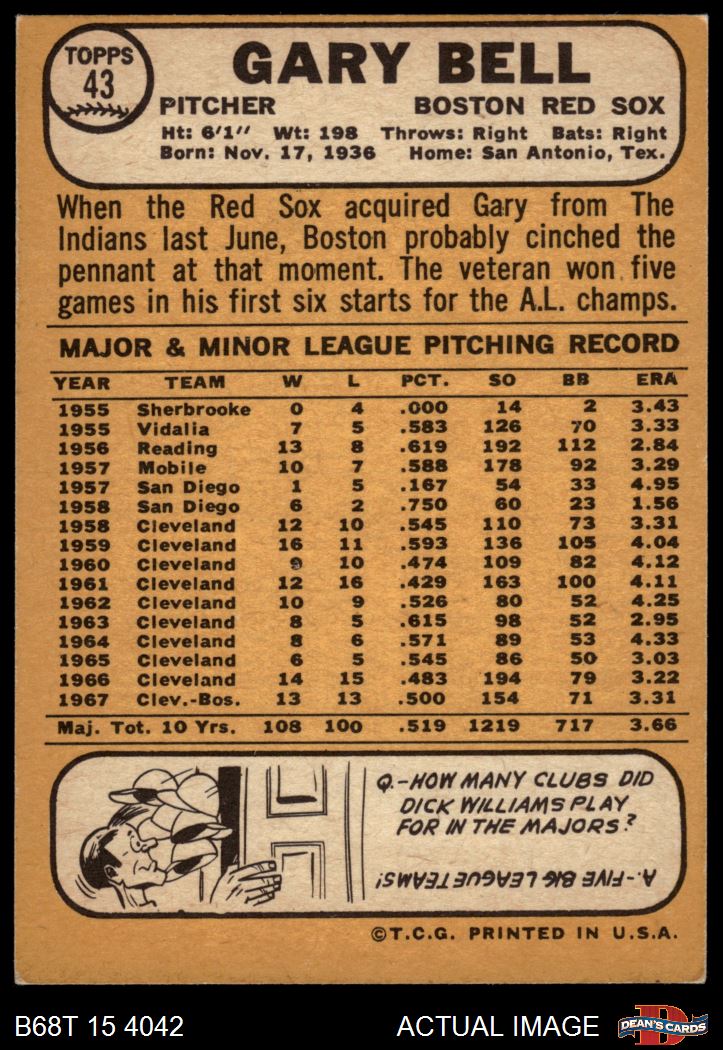 TOPPS
43
GARY BELL
PITCHER BOSTON RED SOX
Ht: 6'1" Wt: 198 Throws: Right Bats: Right
Born: Nov. 17, 1936 Home: San Antonio, Tex.
When the Red Sox acquired Gary from The
Indians last June, Boston probably cinched the
pennant at that moment. The veteran won five
games in his first six starts for the A.L. champs.
MAJOR & MINOR LEAGUE PITCHING RECORD
YEAR TEAM W L PCT. SO BB ERA
1955 Sherbrooke 0 4 .000 14 2 3.43
1955 Vidalia 7 5 .583 126 70 3.33
1956 Reading 13 8 .619 192 112 2.84
1957 Mobile 10 7 .588 178 92 3.29
1957 San Diego 1 5 .167 54 33 4.95
1958 San Diego 6 2 .750 60 23 1.56
1958 Cleveland 12 10 .545 110 73 3.31
1959 Cleveland 16 11 .593 136 105 4.04
1960 Cleveland 9 10 .474 109 82 4.12
1961 Cleveland 12 16 .429 163 100 4.11
1962 Cleveland 10 9 .526 80 52 4.25
1963 Cleveland 8 5 .615 98 52 2.95
1964 Cleveland 8 6 .571 89 53 4.33
1965 Cleveland 6 5 .545 86 50 3.03
1966 Cleveland 14 15 .483 194 79 3.22
1967 Clev.-Bos. 13 13 .500 154 71 3.31
Maj. Tot. 10 Yrs. 108 100 .519 1219 717 3.66
Q.-HOW MANY CLUBS DID
DICK WILLIAMS PLAY
FOR IN THE MAJORS?
A.-FIVE BIG LEAGUE TEAMS!
©T.C.G. PRINTED IN U.S.A.
B68T 15 4042 ACTUAL IMAGE DEAN'S CARDS